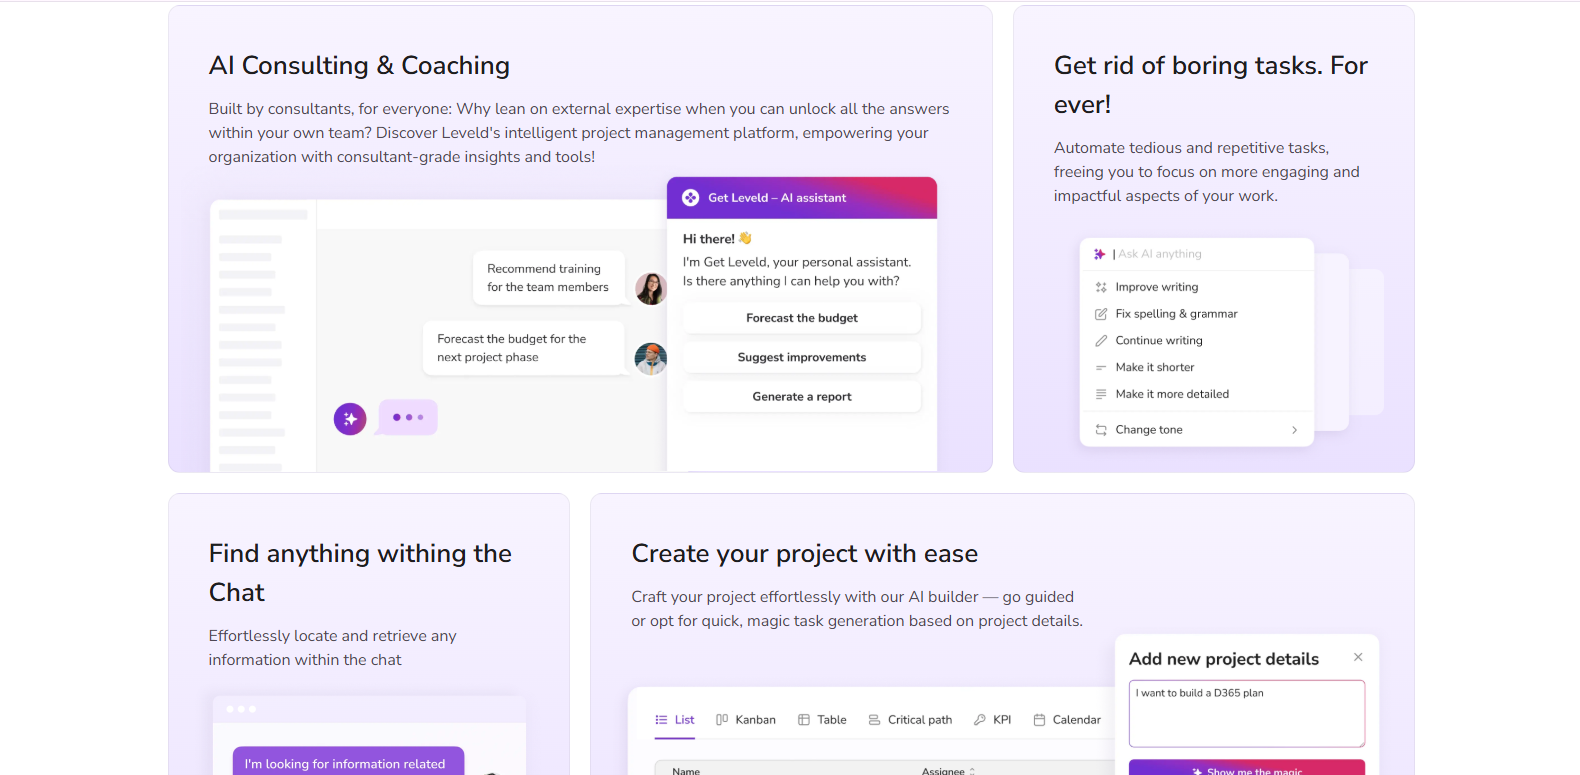 AI Consulting & Coaching
Built by consultants, for everyone: Why lean on external expertise when you can unlock all the answers
within your own team? Discover Leveld's intelligent project management platform, empowering your
organization with consultant-grade insights and tools!
Recommend training
for the team members
Forecast the budget for the
next project phase
Get Leveld – AI assistant
Hi there! 👋
I'm Get Leveld, your personal assistant.
Is there anything I can help you with?
Forecast the budget
Suggest improvements
Generate a report
Get rid of boring tasks. For
ever!
Automate tedious and repetitive tasks,
freeing you to focus on more engaging and
impactful aspects of your work.
Ask AI anything
Improve writing
Fix spelling & grammar
Continue writing
Make it shorter
Make it more detailed
Change tone
Find anything withing the
Chat
Effortlessly locate and retrieve any
information within the chat
I'm looking for information related
Create your project with ease
Craft your project effortlessly with our AI builder — go guided
or opt for quick, magic task generation based on project details.
List Kanban Table Critical path KPI Calendar
Name Assignee
Add new project details
I want to build a D365 plan
Show me the magic